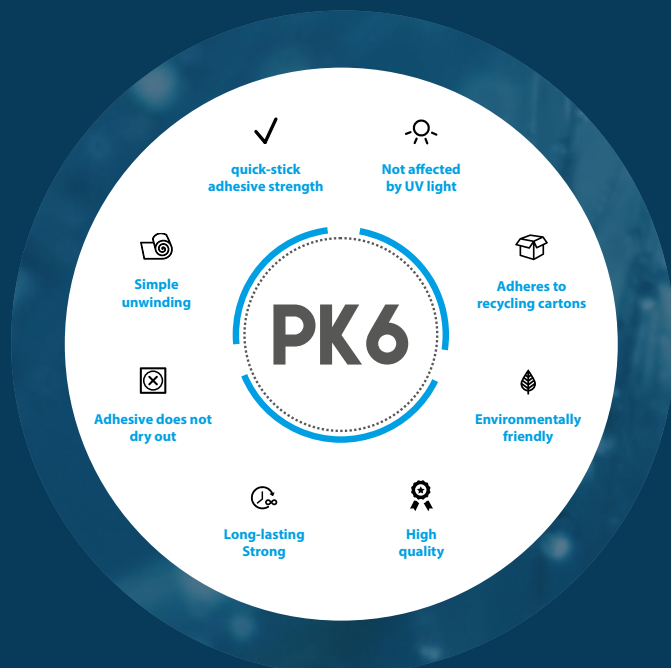 quick-stick
adhesive strength
Not affected
by UV light
Simple
unwinding
Adheres to
recycling cartons
PK6
Adhesive does not
dry out
Environmentally
friendly
Long-lasting
Strong
High
quality